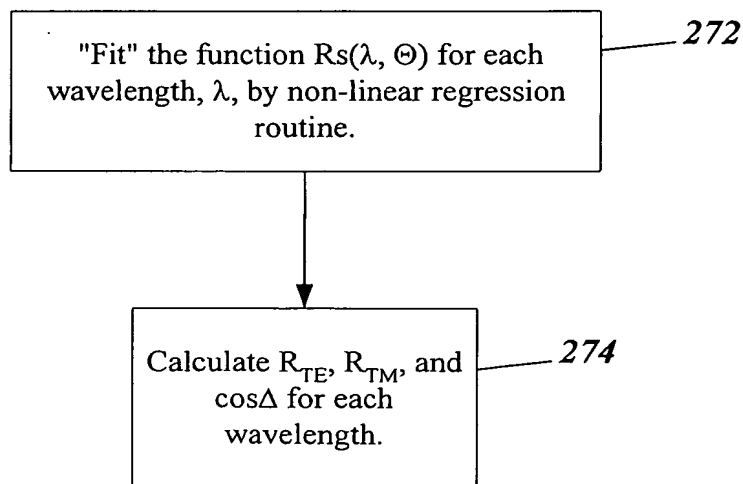 272
"Fit" the function Rs(λ, Θ) for each
wavelength, λ, by non-linear regression
routine.
274
Calculate R_TE, R_TM, and
cosΔ for each
wavelength.